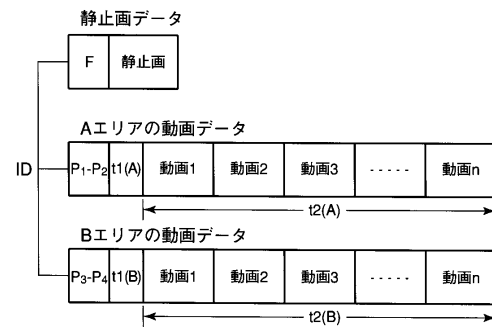 静止画データ
F 静止画
Aエリアの動画データ
ID
P₁-P₂ t1(A) 動画1 動画2 動画3 ----- 動画n
t2(A)
Bエリアの動画データ
P₃-P₄ t1(B) 動画1 動画2 動画3 ----- 動画n
t2(B)